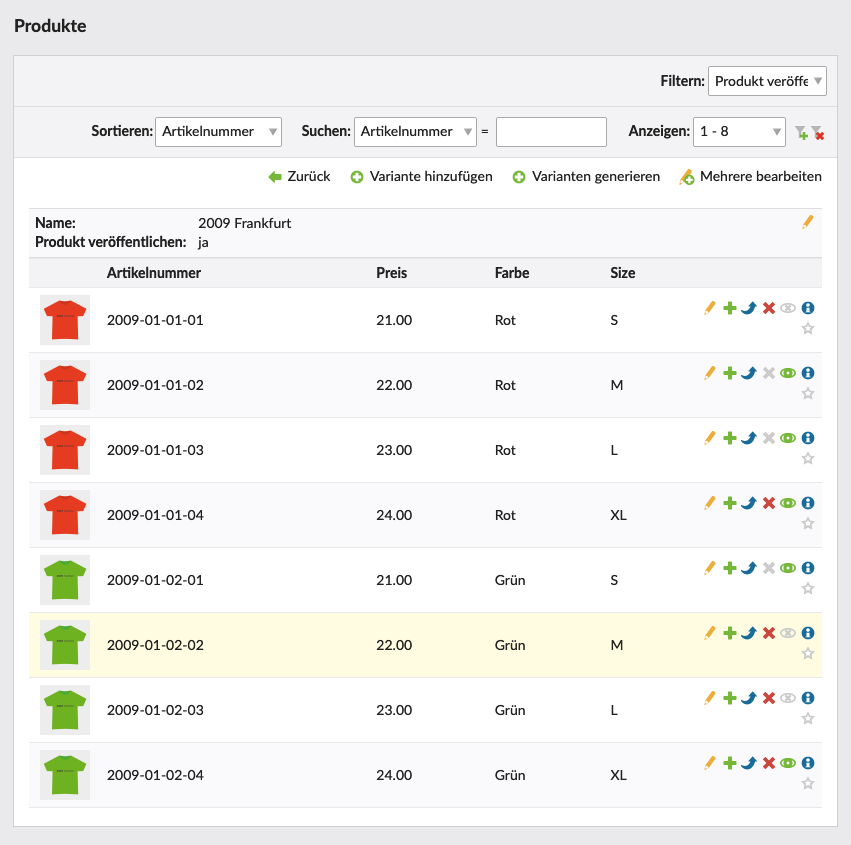 Produkte
Filtern: Produkt veröffe
Sortieren: Artikelnummer Suchen: Artikelnummer = Anzeigen: 1 - 8
Zurück Variante hinzufügen Varianten generieren Mehrere bearbeiten
Name: 2009 Frankfurt
Produkt veröffentlichen: ja
Artikelnummer Preis Farbe Size
2009-01-01-01 21.00 Rot S
2009-01-01-02 22.00 Rot M
2009-01-01-03 23.00 Rot L
2009-01-01-04 24.00 Rot XL
2009-01-02-01 21.00 Grün S
2009-01-02-02 22.00 Grün M
2009-01-02-03 23.00 Grün L
2009-01-02-04 24.00 Grün XL